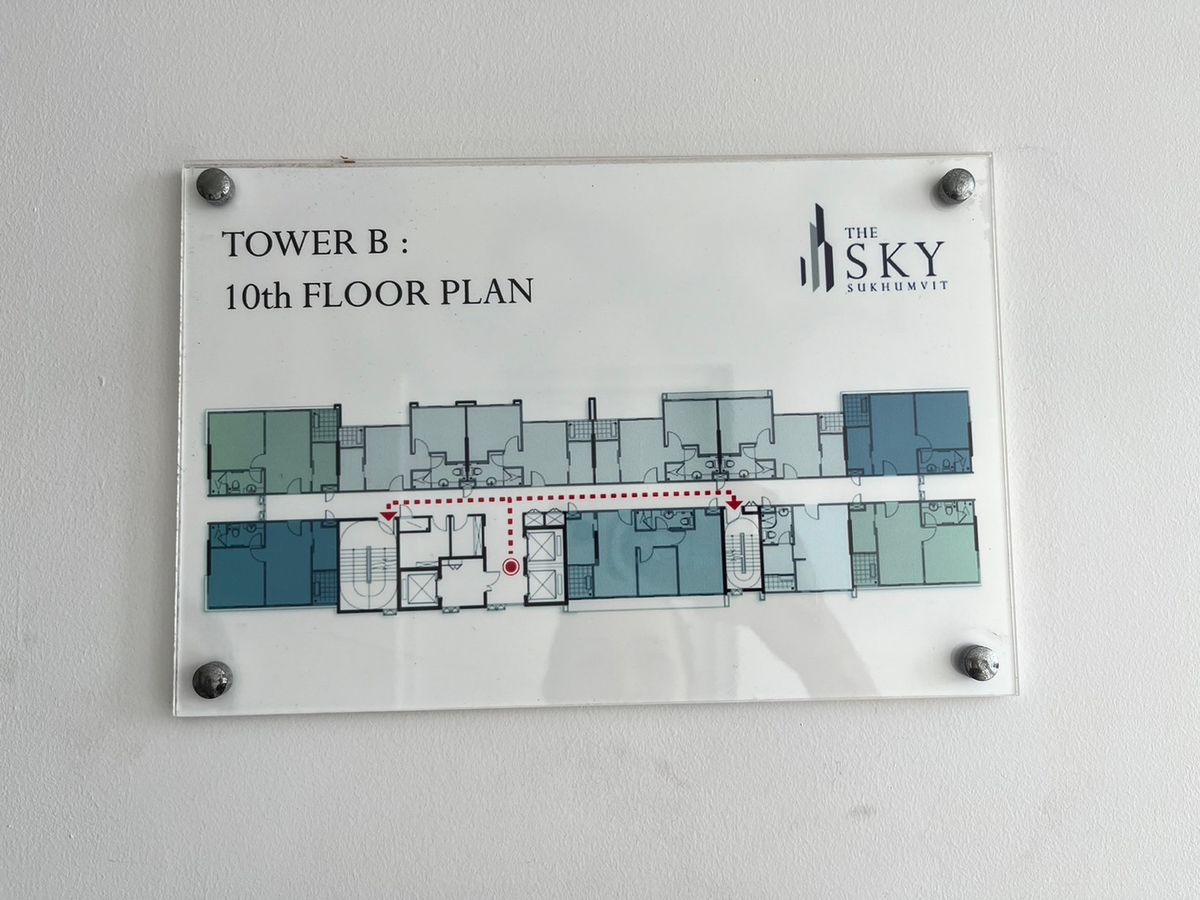 TOWER B :
10th FLOOR PLAN
THE
SKY
SUKHUMVIT